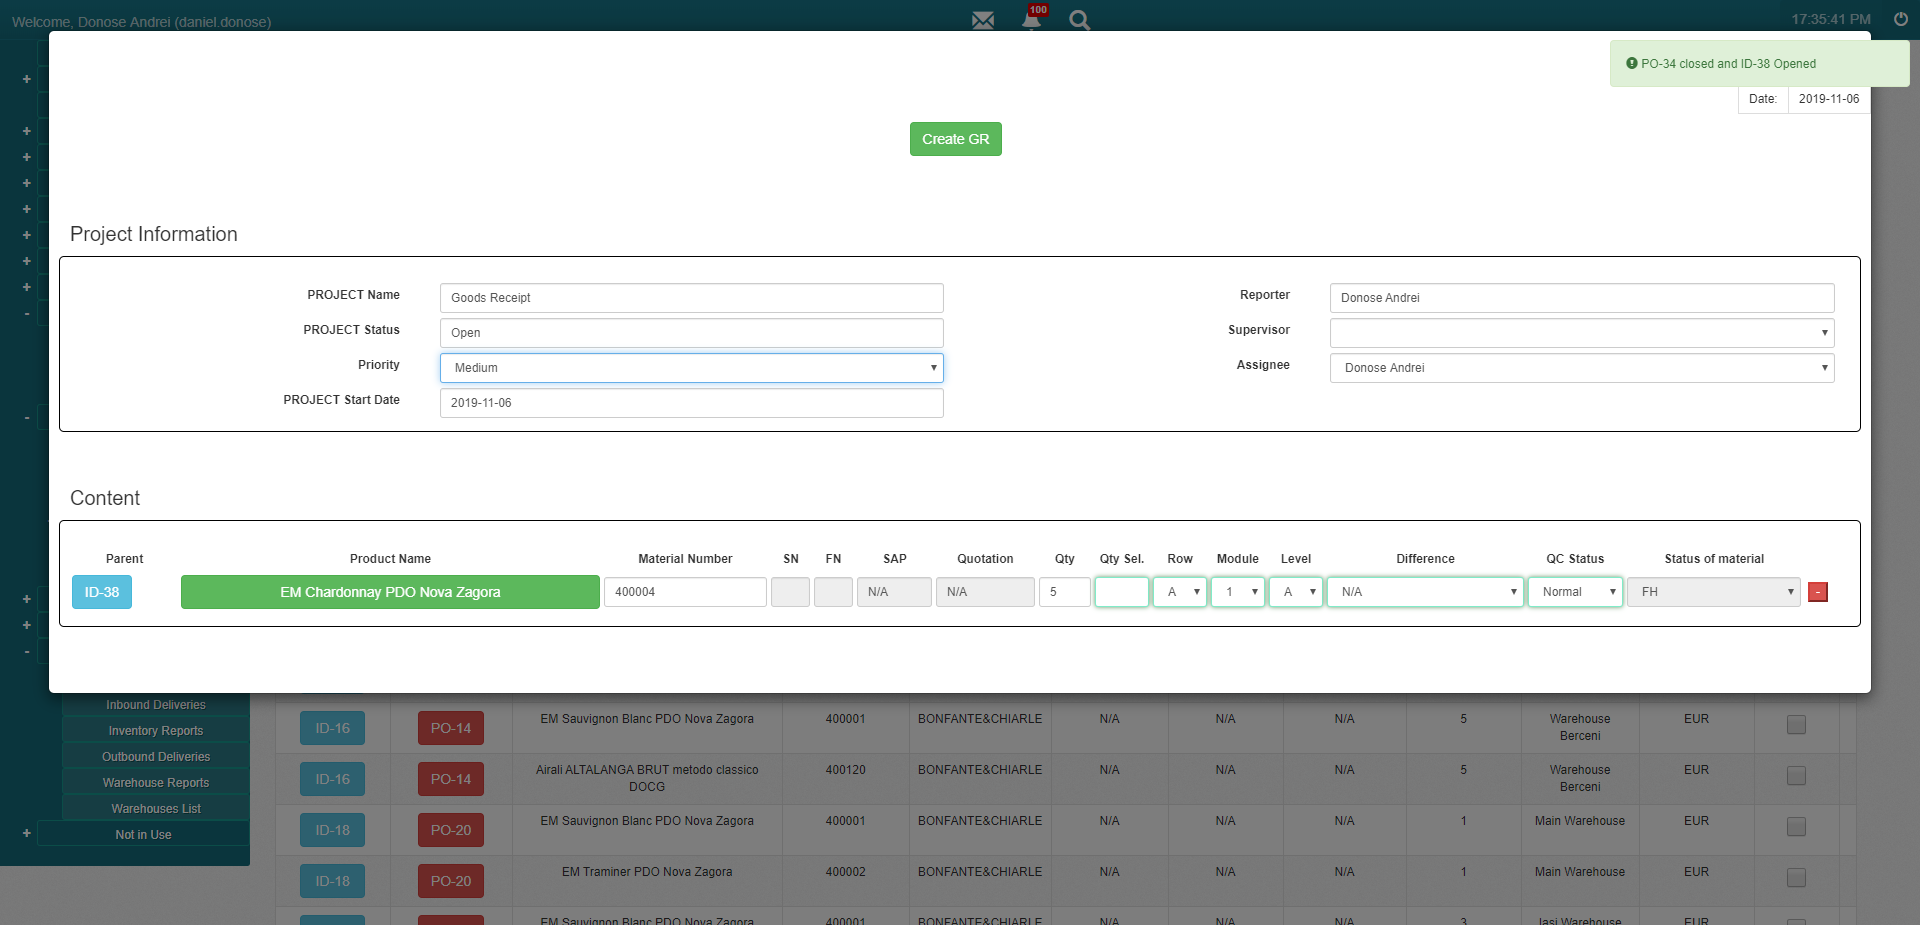 Welcome, Donose Andrei (daniel.donose)
100
17:35:41 PM
PO-34 closed and ID-38 Opened
Date: 2019-11-06
Create GR
Project Information
PROJECT Name Goods Receipt Reporter Donose Andrei
PROJECT Status Open Supervisor
Priority Medium Assignee Donose Andrei
PROJECT Start Date 2019-11-06
Content
Parent Product Name Material Number SN FN SAP Quotation Qty Qty Sel. Row Module Level Difference QC Status Status of material
ID-38 EM Chardonnay PDO Nova Zagora 400004 N/A N/A 5 A 1 A N/A Normal FH -
Inbound Deliveries
Inventory Reports
Outbound Deliveries
Warehouse Reports
Warehouses List
Not in Use
ID-16 PO-14 EM Sauvignon Blanc PDO Nova Zagora 400001 BONFANTE&CHIARLE N/A N/A N/A 5 Warehouse EUR
Berceni
ID-16 PO-14 Airali ALTALANGA BRUT metodo classico 400120 BONFANTE&CHIARLE N/A N/A N/A 5 Warehouse EUR
DOCG Berceni
ID-18 PO-20 EM Sauvignon Blanc PDO Nova Zagora 400001 BONFANTE&CHIARLE N/A N/A N/A 1 Main Warehouse EUR
ID-18 PO-20 EM Traminer PDO Nova Zagora 400002 BONFANTE&CHIARLE N/A N/A N/A 1 Main Warehouse EUR
EM Sauvignon Blanc PDO Nova Zagora 400001 BONFANTE&CHIARLE N/A N/A N/A 3 Iasi Warehouse EUR